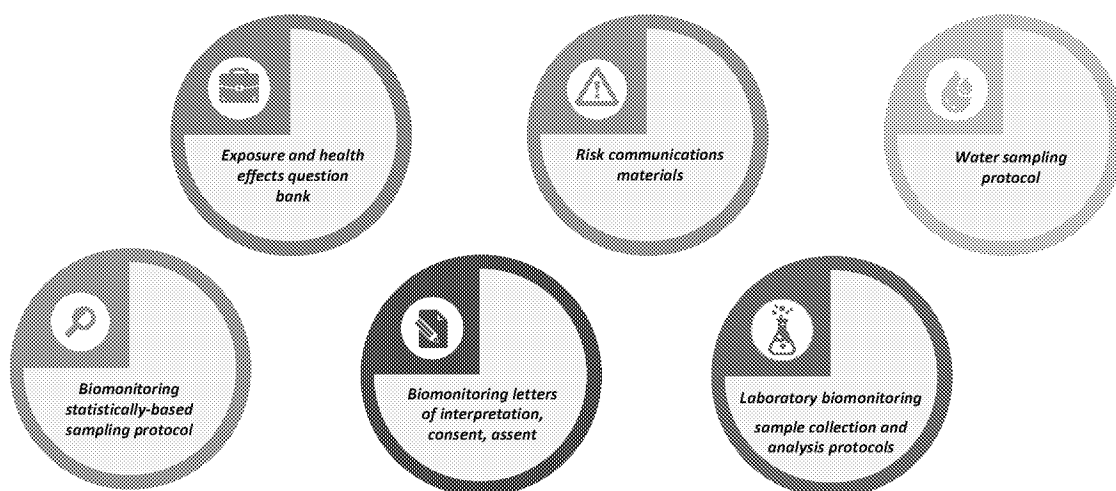 Exposure and health
effects question
bank
Risk communications
materials
Water sampling
protocol
Biomonitoring
statistically-based
sampling protocol
Biomonitoring letters
of interpretation,
consent, assent
Laboratory biomonitoring
sample collection and
analysis protocols